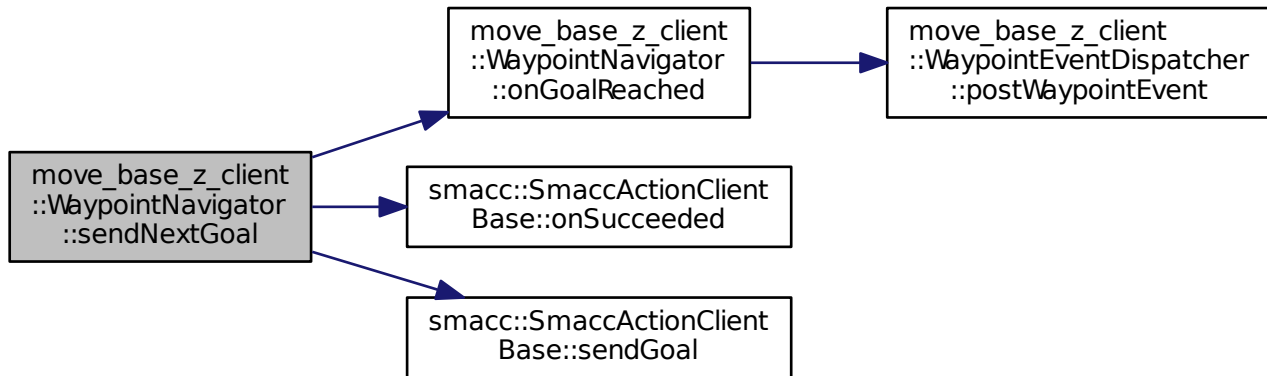 move_base_z_client
::WaypointNavigator
::sendNextGoal
move_base_z_client
::WaypointNavigator
::onGoalReached
move_base_z_client
::WaypointEventDispatcher
::postWaypointEvent
smacc::SmaccActionClient
Base::onSucceeded
smacc::SmaccActionClient
Base::sendGoal